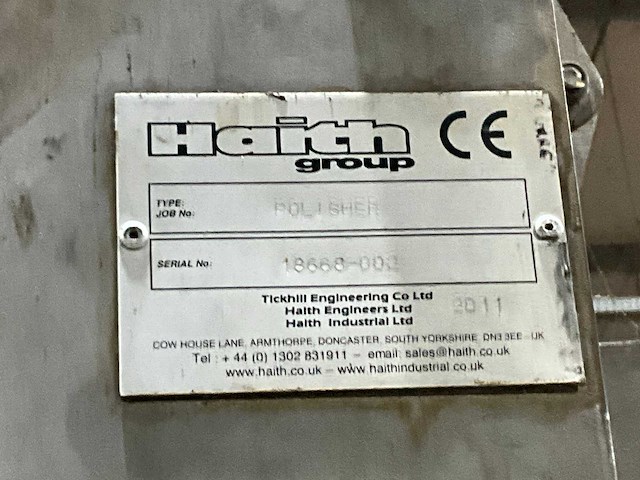 Haith CE
group
TYPE:
JOB No: POLISHER
SERIAL No: 18668-002
Tickhill Engineering Co Ltd
Haith Engineers Ltd 2011
Haith Industrial Ltd
COW HOUSE LANE, ARMTHORPE, DONCASTER, SOUTH YORKSHIRE DN3 3EE - UK
Tel : + 44 (0) 1302 831911 – email: sales@haith.co.uk
www.haith.co.uk – www.haithindustrial.co.uk